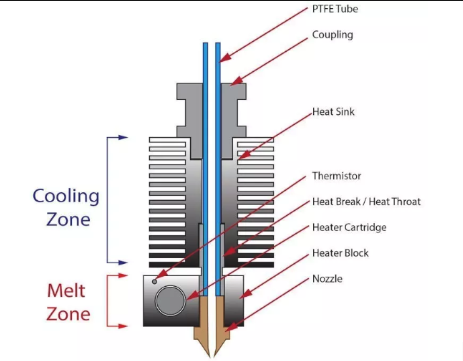 PTFE Tube
Coupling
Heat Sink
Thermistor
Heat Break / Heat Throat
Heater Cartridge
Heater Block
Nozzle
Cooling
Zone
Melt
Zone